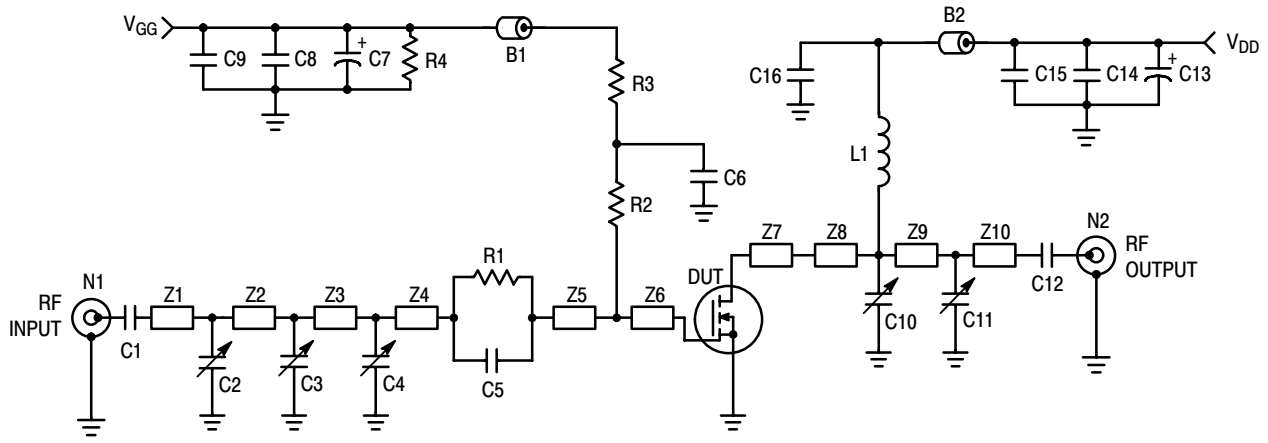 VGG
C9
C8
C7
+
R4
B1
R3
C6
R2
B2
VDD
C16
C15
C14
+
C13
L1
N1
RF
INPUT
C1
Z1
C2
Z2
C3
Z3
C4
Z4
R1
C5
Z5
Z6
DUT
Z7
Z8
C10
Z9
C11
Z10
C12
N2
RF
OUTPUT